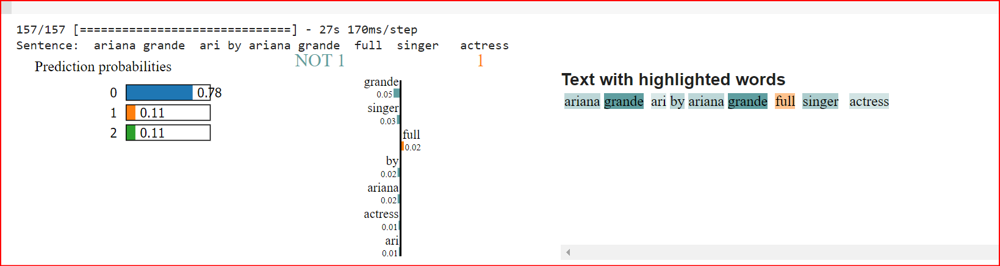 157/157 [==============================] - 27s 170ms/step
Sentence:  ariana grande  ari by ariana grande  full  singer   actress
Prediction probabilities
0 0.78
1 0.11
2 0.11
NOT 1 1
grande
0.05
singer
0.03
full
0.02
by
0.02
ariana
0.02
actress
0.01
ari
0.01
Text with highlighted words
ariana grande  ari by ariana grande  full  singer   actress